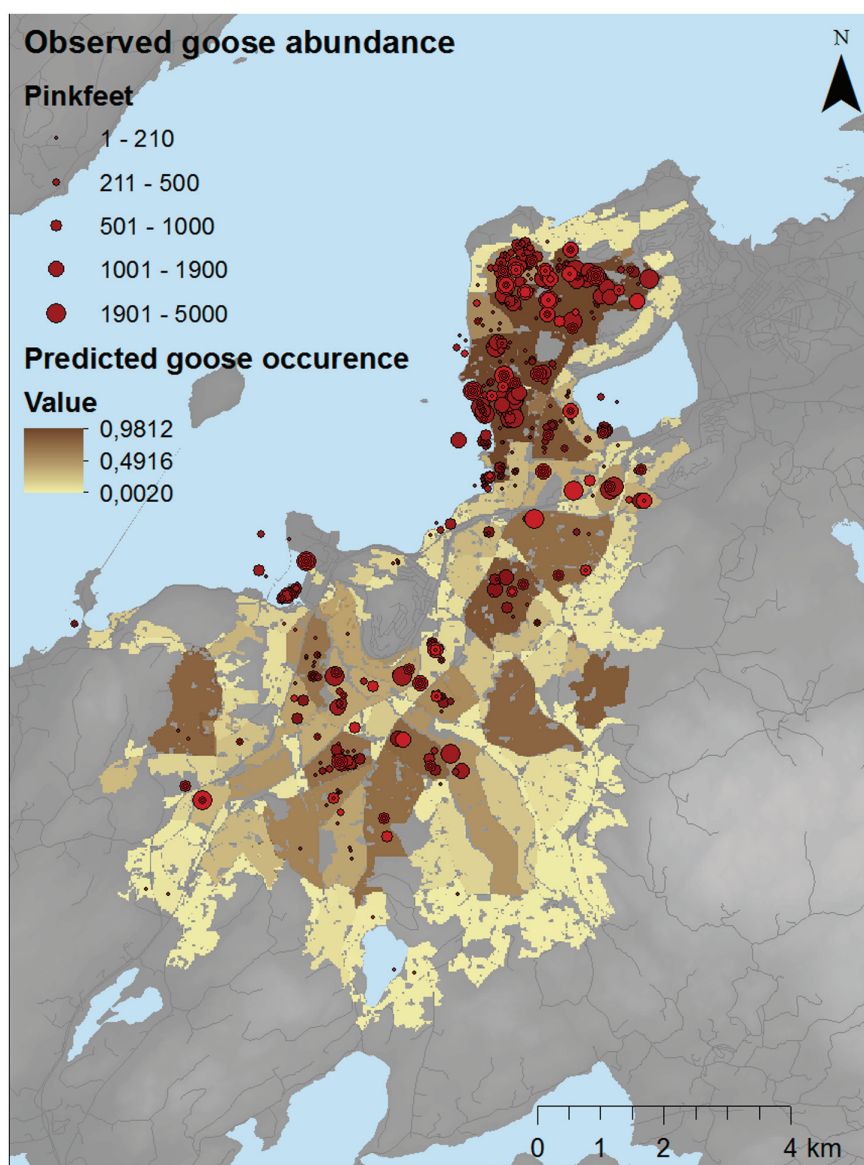 Observed goose abundance
N
Pinkfeet
1 - 210
211 - 500
501 - 1000
1001 - 1900
1901 - 5000
Predicted goose occurence
Value
0,9812
0,4916
0,0020
0 1 2 4 km